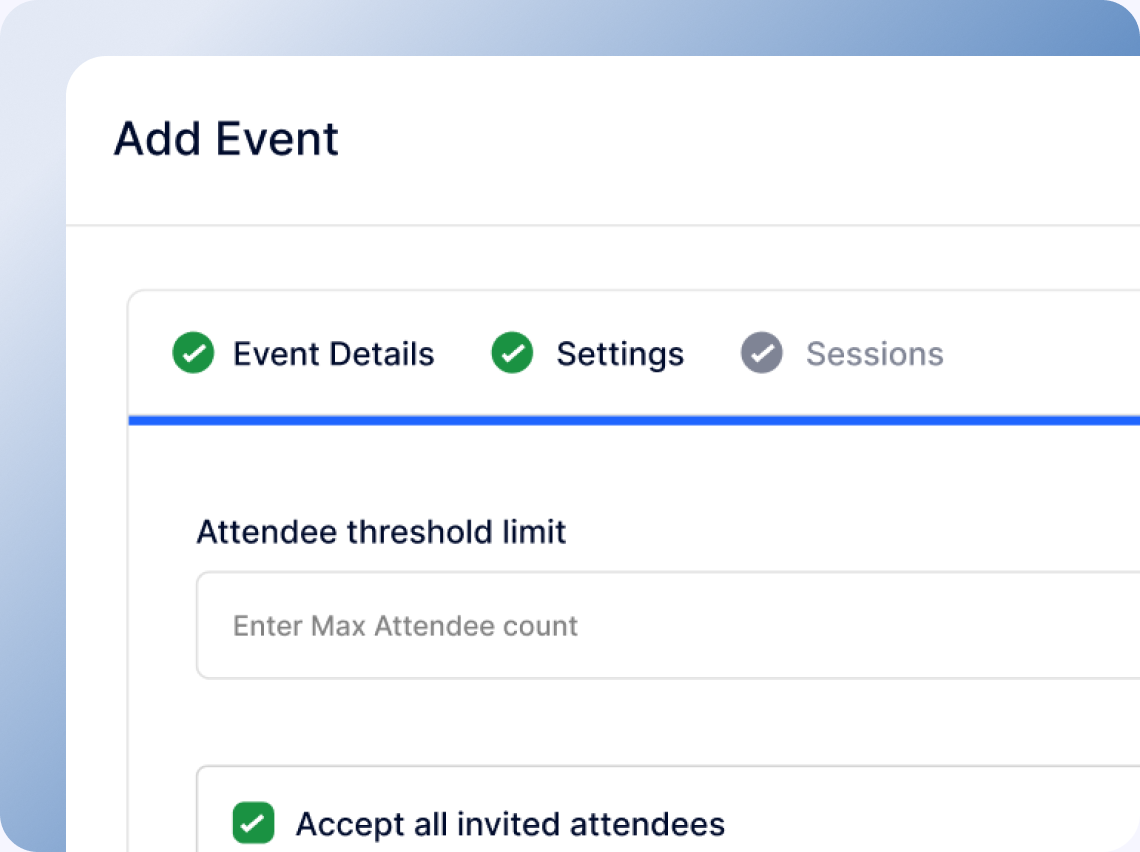 Add Event
Event Details Settings Sessions
Attendee threshold limit
Enter Max Attendee count
Accept all invited attendees